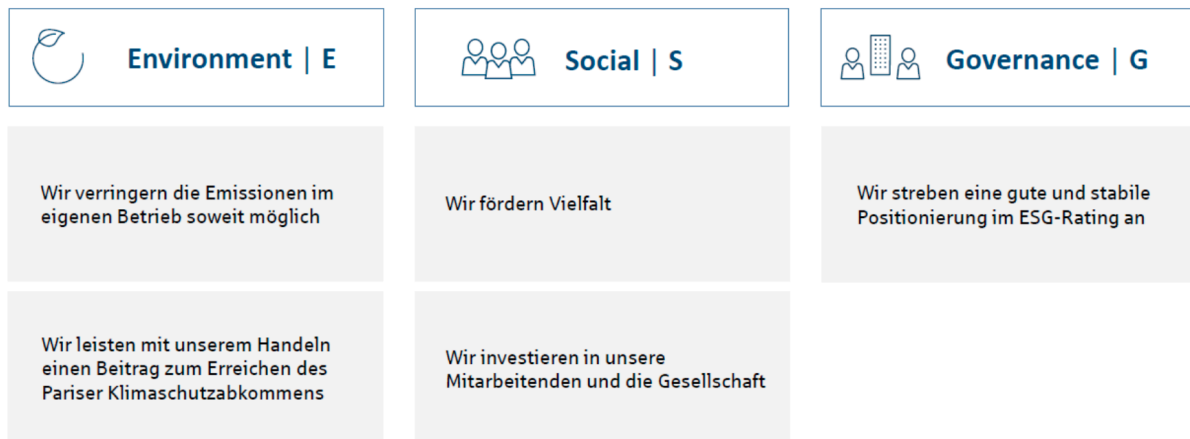 Environment | E
Wir verringern die Emissionen im
eigenen Betrieb soweit möglich
Wir leisten mit unserem Handeln
einen Beitrag zum Erreichen des
Pariser Klimaschutzabkommens
Social | S
Wir fördern Vielfalt
Wir investieren in unsere
Mitarbeitenden und die Gesellschaft
Governance | G
Wir streben eine gute und stabile
Positionierung im ESG-Rating an